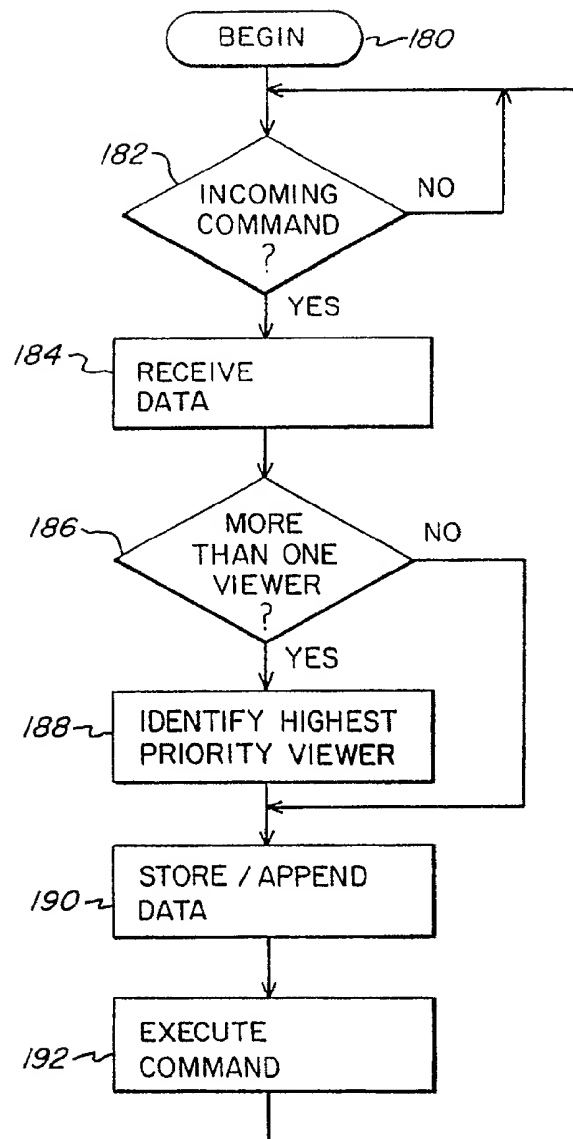 BEGIN
180
182
INCOMING
COMMAND
?
NO
YES
184
RECEIVE
DATA
186
MORE
THAN ONE
VIEWER
?
NO
YES
188
IDENTIFY HIGHEST
PRIORITY VIEWER
190
STORE / APPEND
DATA
192
EXECUTE
COMMAND